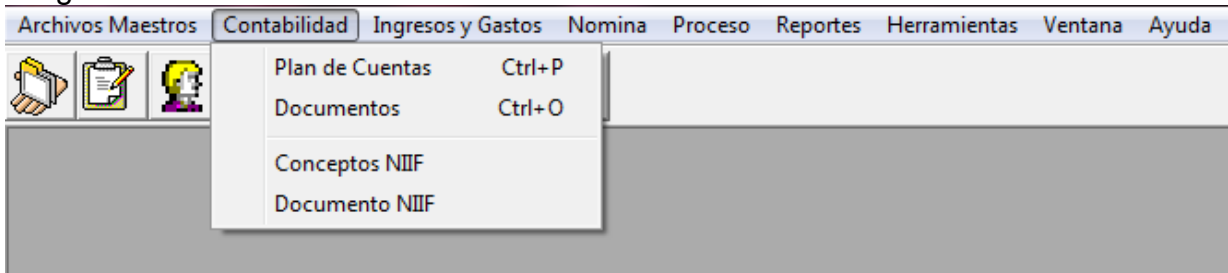 Archivos Maestros Contabilidad Ingresos y Gastos Nomina Proceso Reportes Herramientas Ventana Ayuda
Plan de Cuentas Ctrl+P
Documentos Ctrl+O
Conceptos NIIF
Documento NIIF